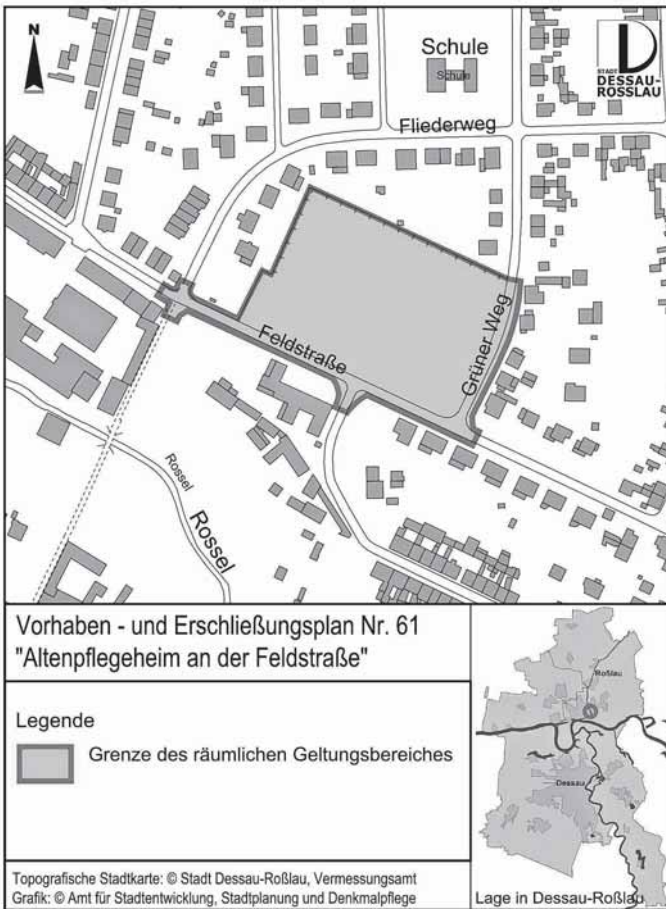 N
Schule
Schule
STADT
DESSAU-
ROSSLAU
Fliederweg
Feldstraße
Grüner Weg
Rossel
Rossel
Vorhaben - und Erschließungsplan Nr. 61
"Altenpflegeheim an der Feldstraße"
Legende
Grenze des räumlichen Geltungsbereiches
Roßlau
Dessau
Topografische Stadtkarte: © Stadt Dessau-Roßlau, Vermessungsamt
Grafik: © Amt für Stadtentwicklung, Stadtplanung und Denkmalpflege
Lage in Dessau-Roßlau